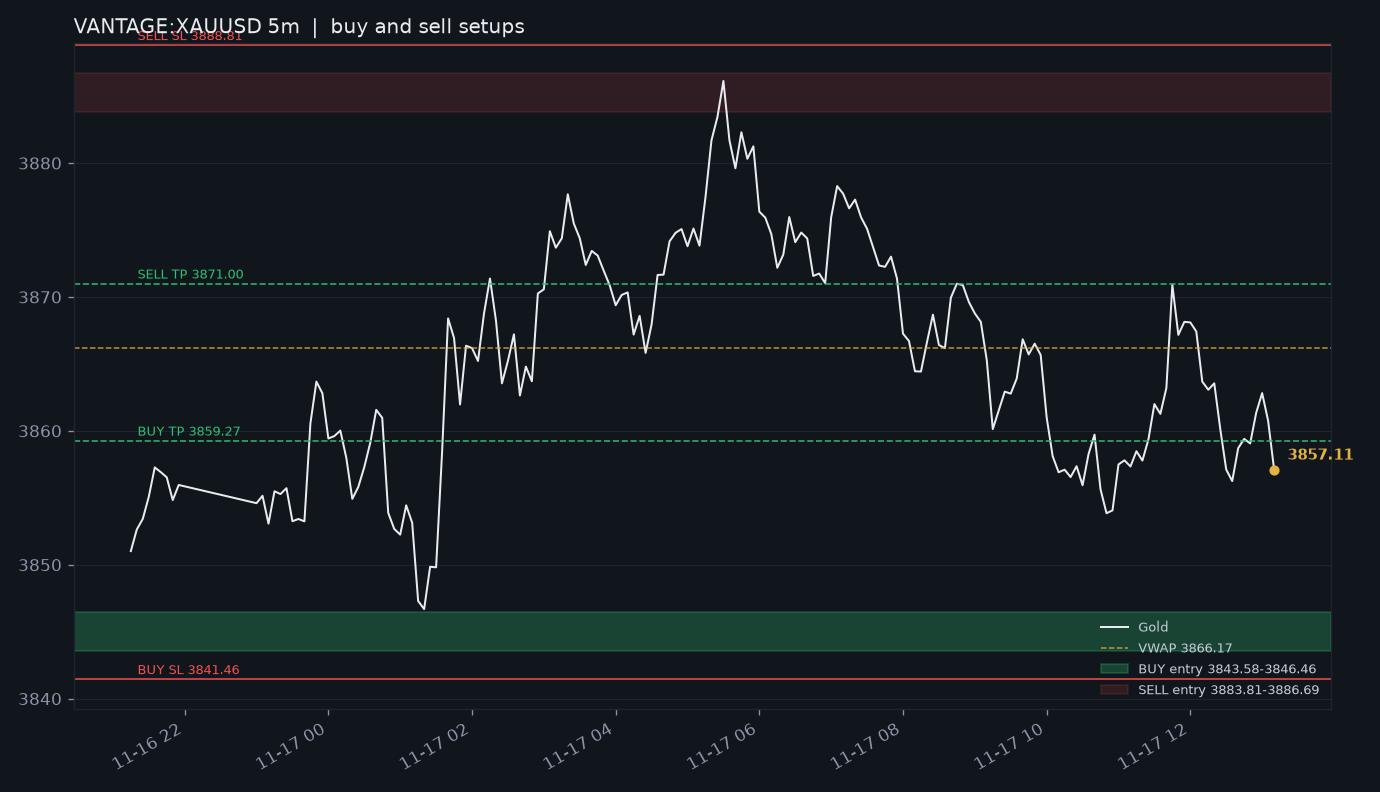 VANTAGE:XAUUSD 5m | buy and sell setups
SELL SL 3888.81
3880
SELL TP 3871.00
3870
BUY TP 3859.27
3860
3857.11
3850
Gold
VWAP 3866.17
BUY entry 3843.58-3846.46
SELL entry 3883.81-3886.69
BUY SL 3841.46
3840
11-16 22
11-17 00
11-17 02
11-17 04
11-17 06
11-17 08
11-17 10
11-17 12